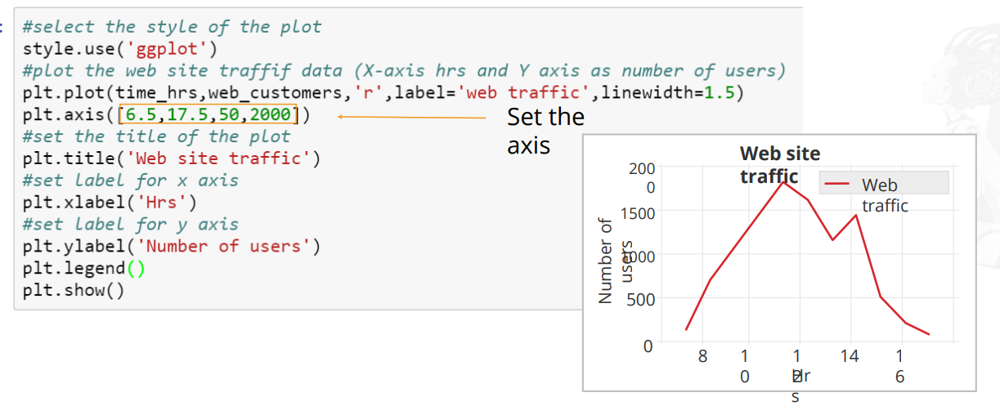 :
#select the style of the plot
style.use('ggplot')
#plot the web site traffif data (X-axis hrs and Y axis as number of users)
plt.plot(time_hrs,web_customers,'r',label='web traffic',linewidth=1.5)
plt.axis([6.5,17.5,50,2000])
#set the title of the plot
plt.title('Web site traffic')
#set label for x axis
plt.xlabel('Hrs')
#set label for y axis
plt.ylabel('Number of users')
plt.legend()
plt.show()
Set the
axis
Web site
traffic
Web
traffic
Number of
users
200
0
1500
1000
500
0
8
1
0
1
2
14
1
6
Hr
s